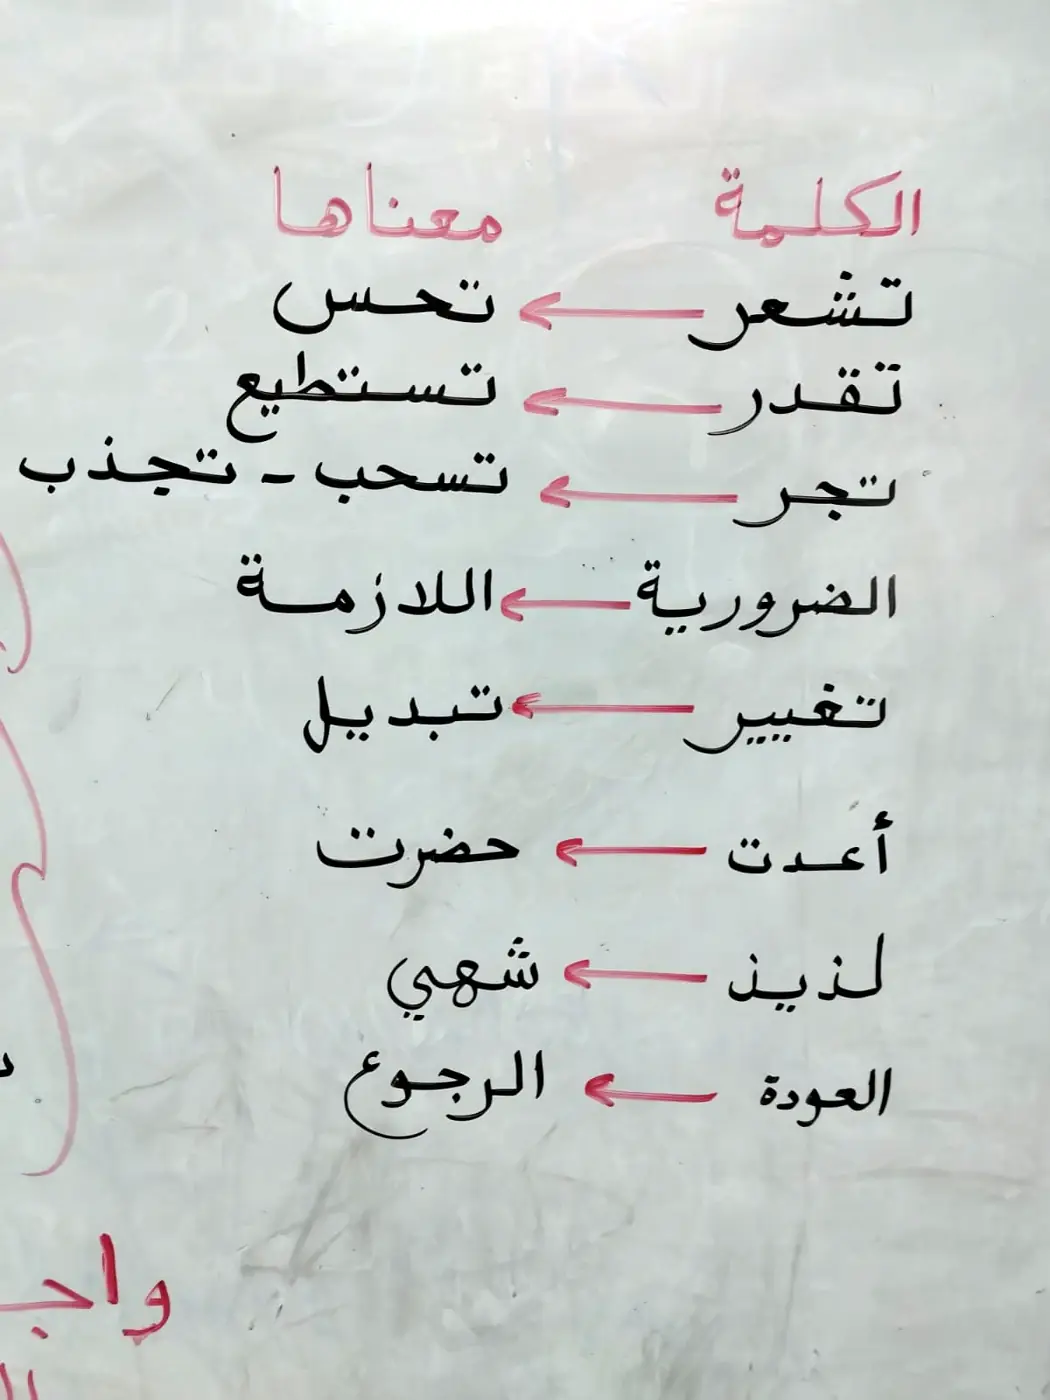 الكلمة معناها
تشعر ← تحس
تقدر ← تستطيع
تجر ← تسحب - تجذب
الضرورية ← اللازمة
تغيير ← تبديل
أعدت ← حضرت
لذيذ ← شهي
العودة ← الرجوع